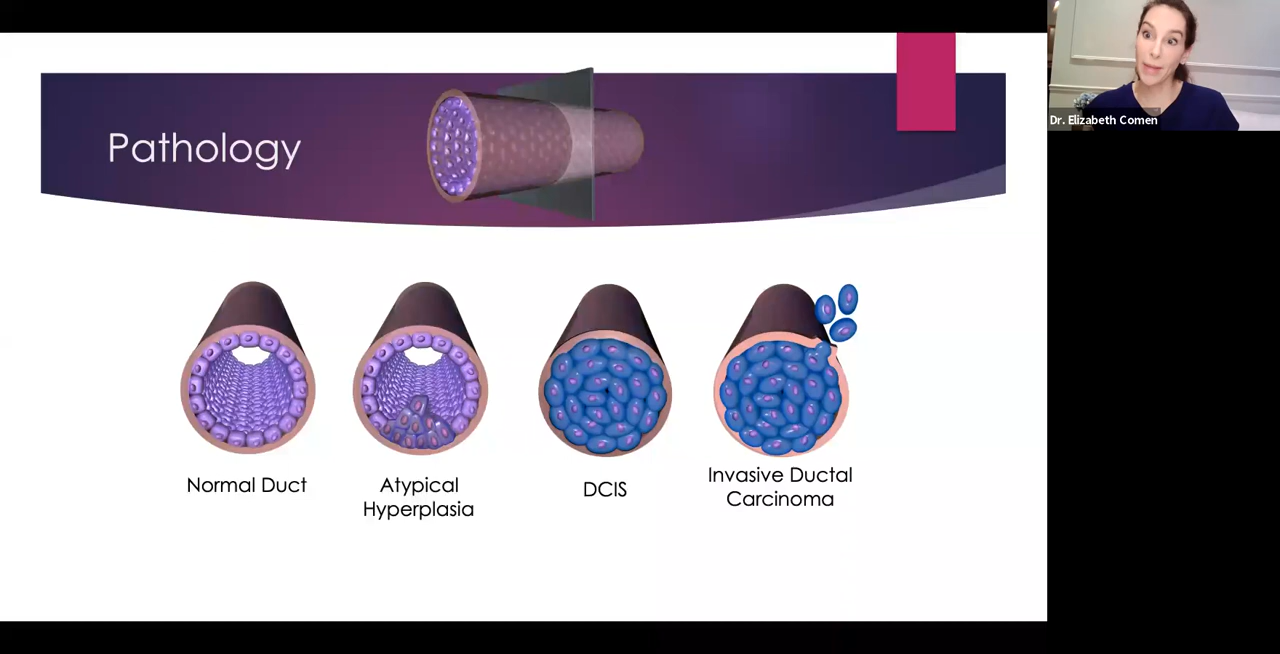 Pathology
Dr. Elizabeth Comen
Normal Duct
Atypical
Hyperplasia
DCIS
Invasive Ductal
Carcinoma